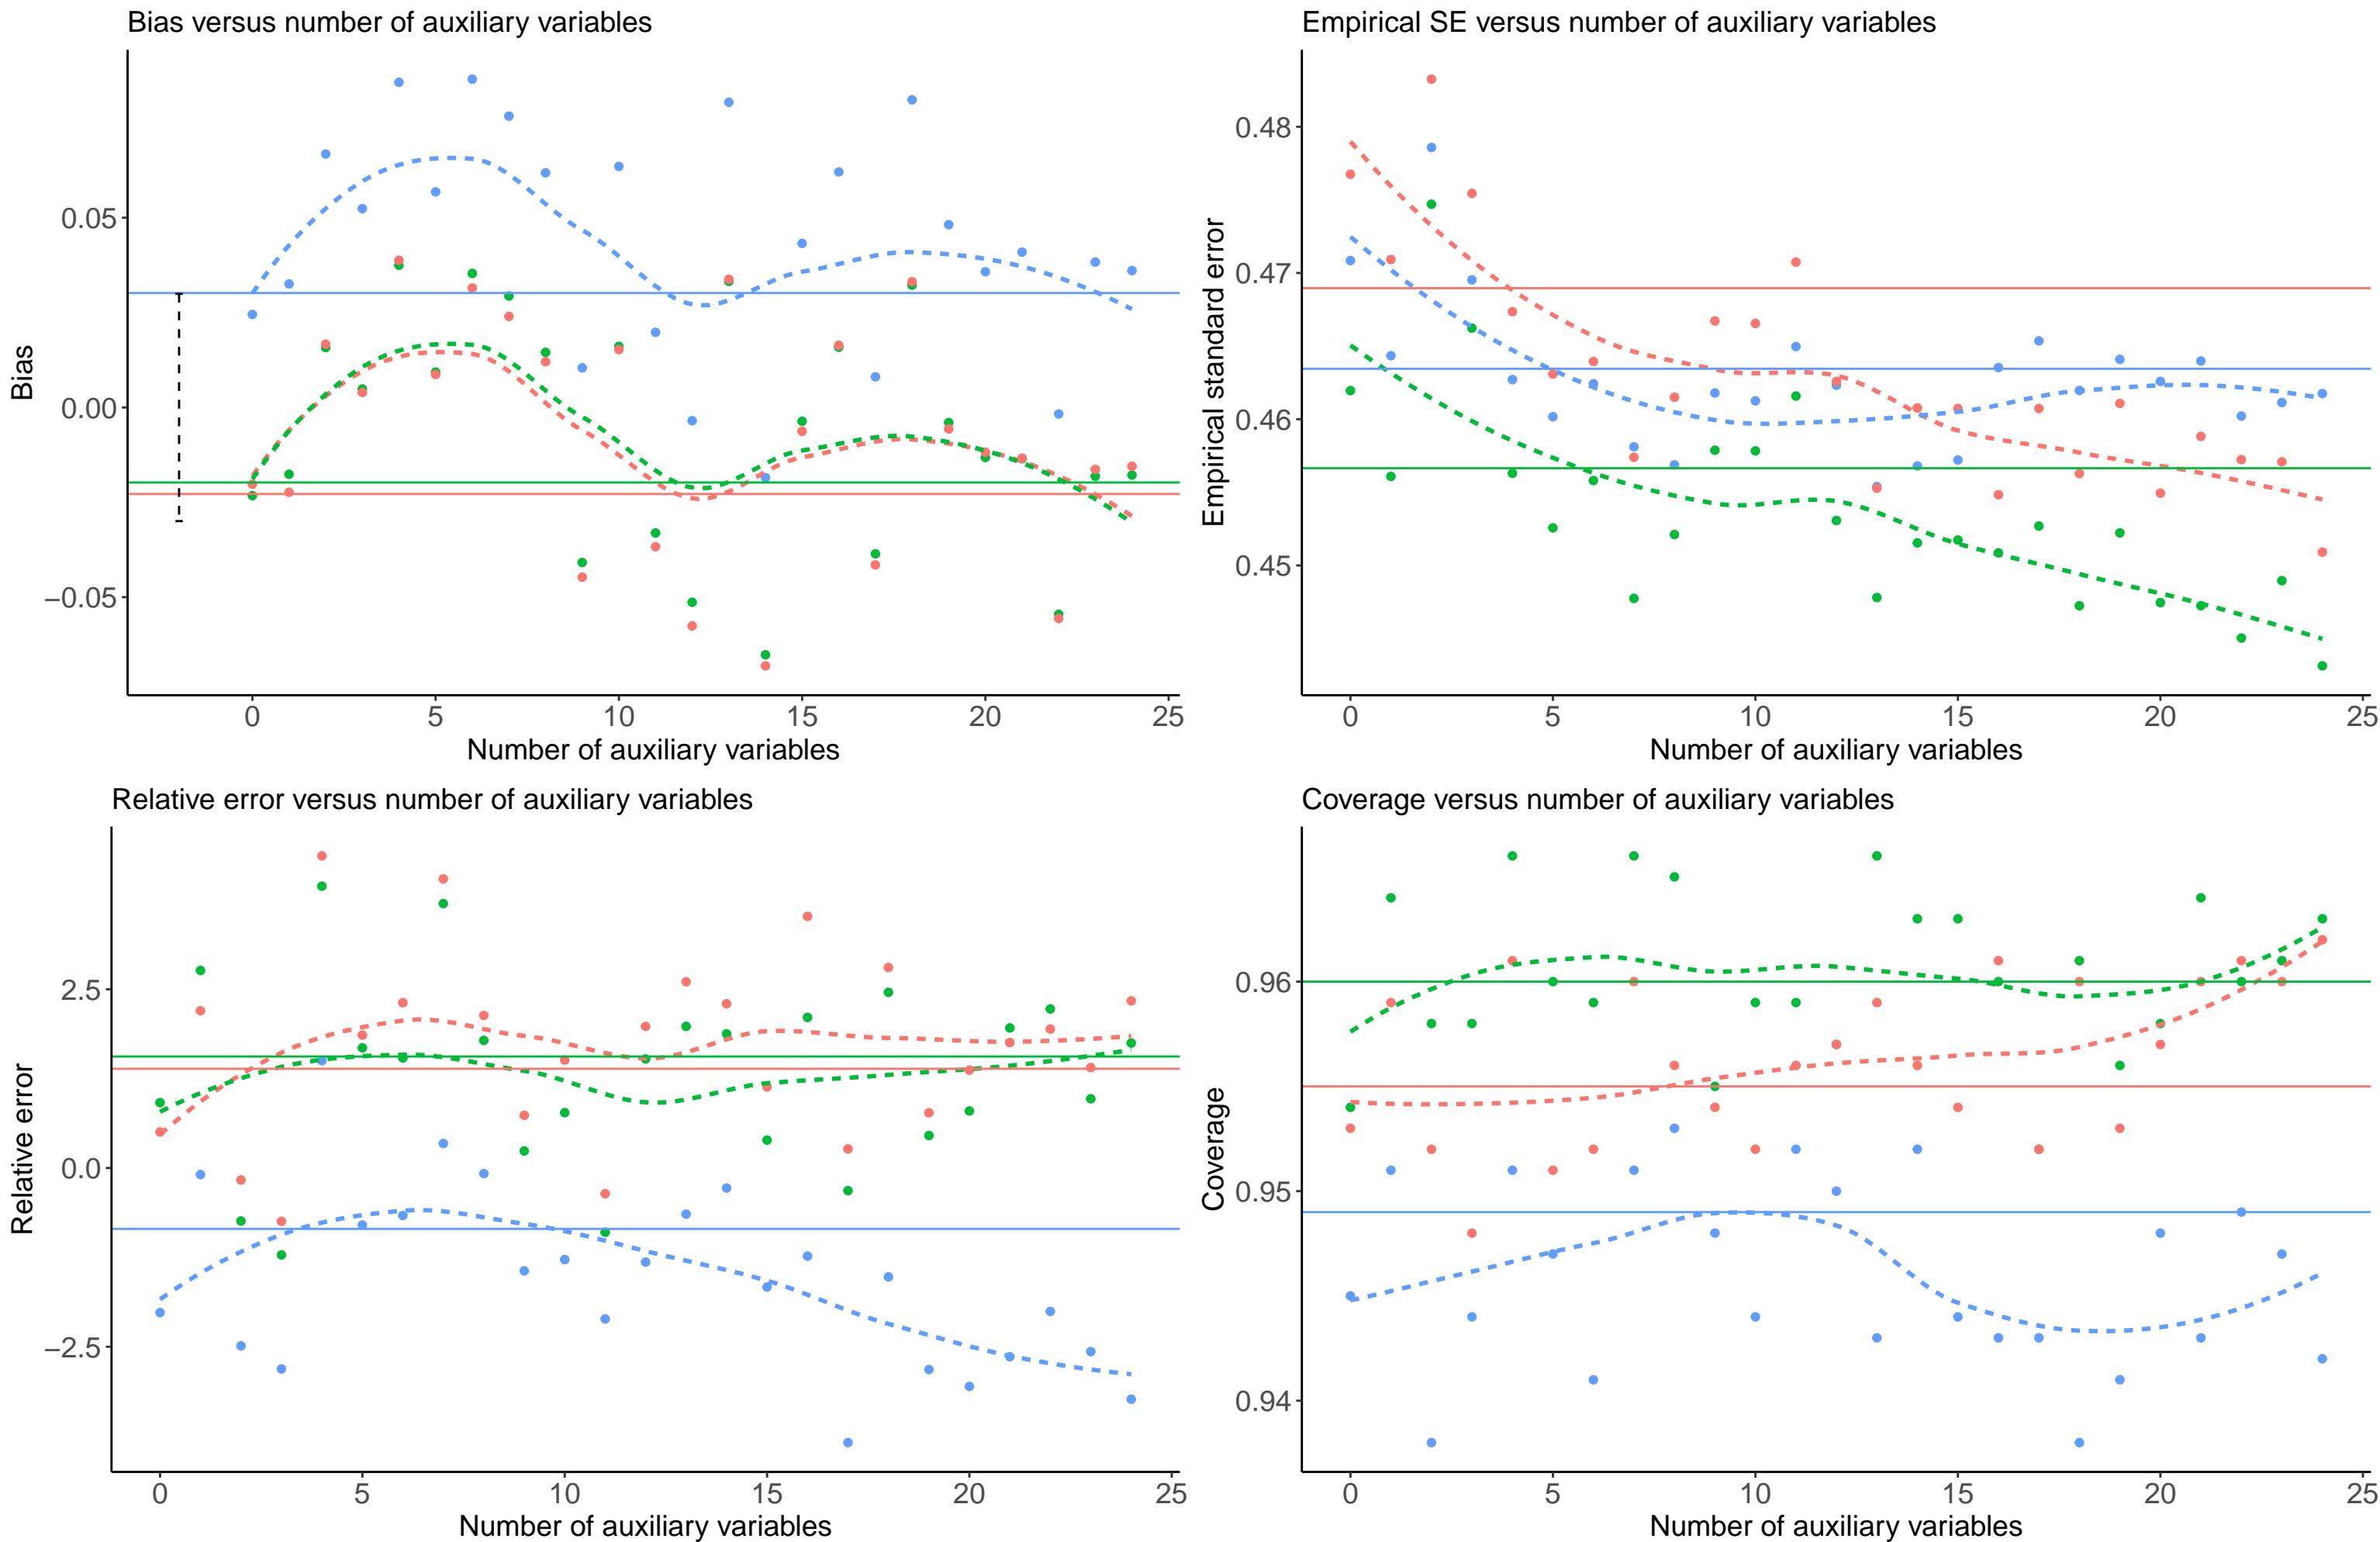 Bias versus number of auxiliary variables
Bias
0.05
0.00
−0.05
0 5 10 15 20 25
Number of auxiliary variables
Empirical SE versus number of auxiliary variables
Empirical standard error
0.48
0.47
0.46
0.45
0 5 10 15 20 25
Number of auxiliary variables
Relative error versus number of auxiliary variables
Relative error
2.5
0.0
−2.5
0 5 10 15 20 25
Number of auxiliary variables
Coverage versus number of auxiliary variables
Coverage
0.96
0.95
0.94
0 5 10 15 20 25
Number of auxiliary variables